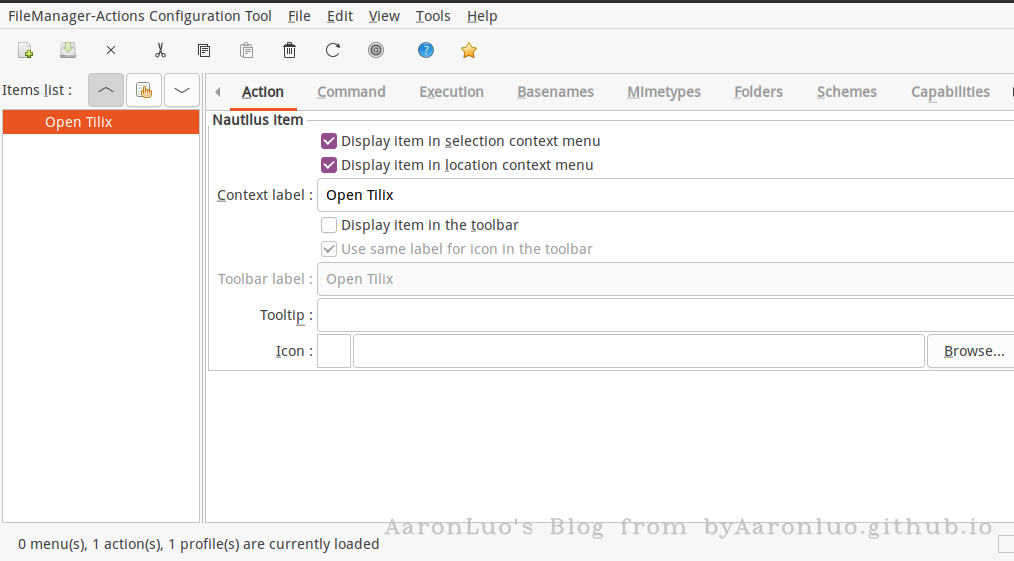 FileManager-Actions Configuration Tool File Edit View Tools Help
Items list :
Action Command Execution Basenames Mimetypes Folders Schemes Capabilities
Open Tilix
Nautilus Item
Display item in selection context menu
Display item in location context menu
Context label : Open Tilix
Display item in the toolbar
Use same label for icon in the toolbar
Toolbar label : Open Tilix
Tooltip :
Icon : Browse...
AaronLuo's Blog from byAaronluo.github.io
0 menu(s), 1 action(s), 1 profile(s) are currently loaded